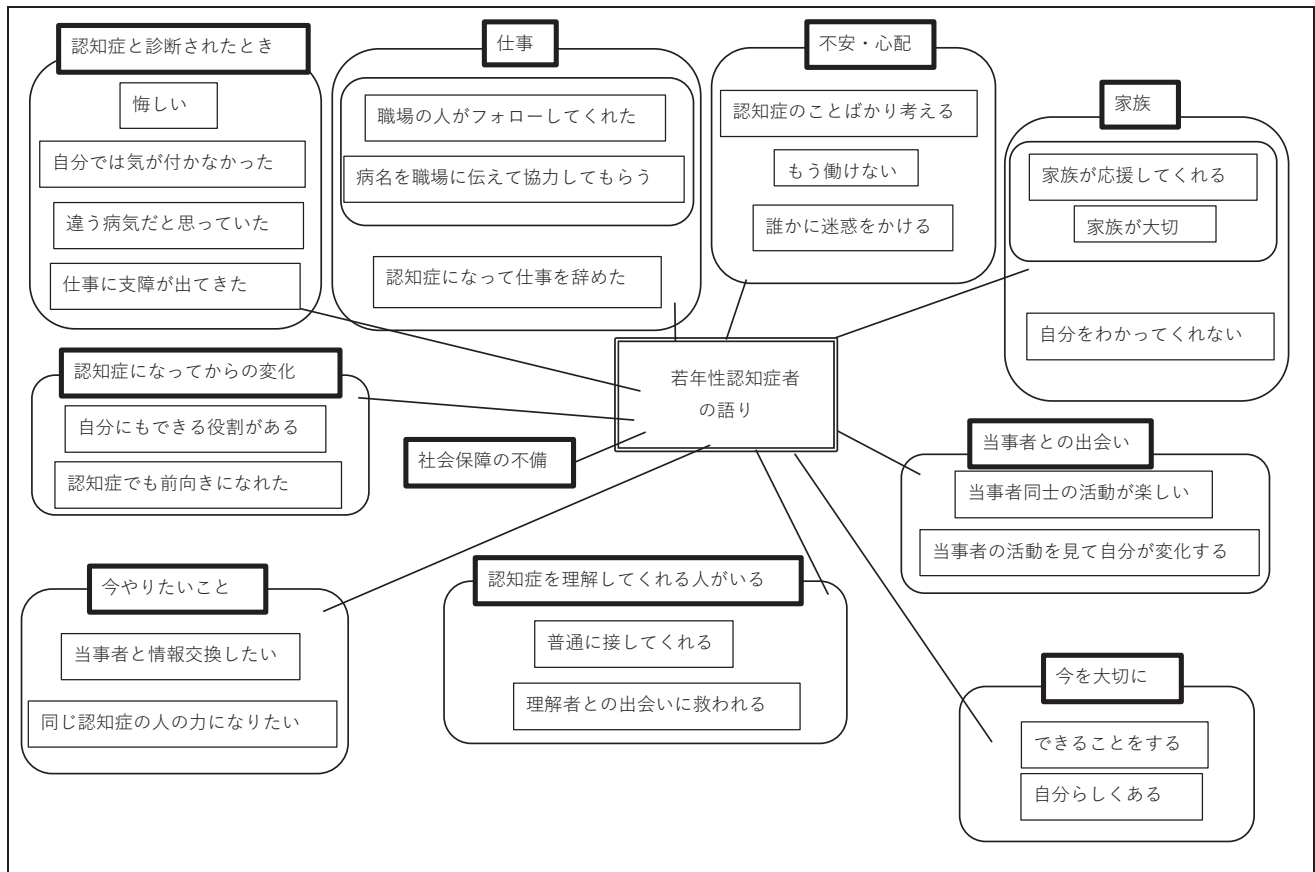 認知症と診断されたとき
悔しい
自分では気が付かなかった
違う病気だと思っていた
仕事に支障が出てきた
仕事
職場の人がフォローしてくれた
病名を職場に伝えて協力してもらう
認知症になって仕事を辞めた
不安・心配
認知症のことばかり考える
もう働けない
誰かに迷惑をかける
家族
家族が応援してくれる
家族が大切
自分をわかってくれない
若年性認知症者
の語り
認知症になってからの変化
自分にもできる役割がある
認知症でも前向きになれた
社会保障の不備
当事者との出会い
当事者同士の活動が楽しい
当事者の活動を見て自分が変化する
今やりたいこと
当事者と情報交換したい
同じ認知症の人の力になりたい
認知症を理解してくれる人がいる
普通に接してくれる
理解者との出会いに救われる
今を大切に
できることをする
自分らしくある